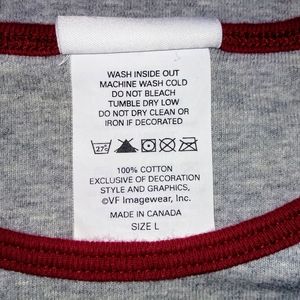 WASH INSIDE OUT
MACHINE WASH COLD
DO NOT BLEACH
TUMBLE DRY LOW
DO NOT DRY CLEAN OR
IRON IF DECORATED
27C
100% COTTON
EXCLUSIVE OF DECORATION
STYLE AND GRAPHICS,
©VF Imagewear, Inc.
MADE IN CANADA
SIZE L